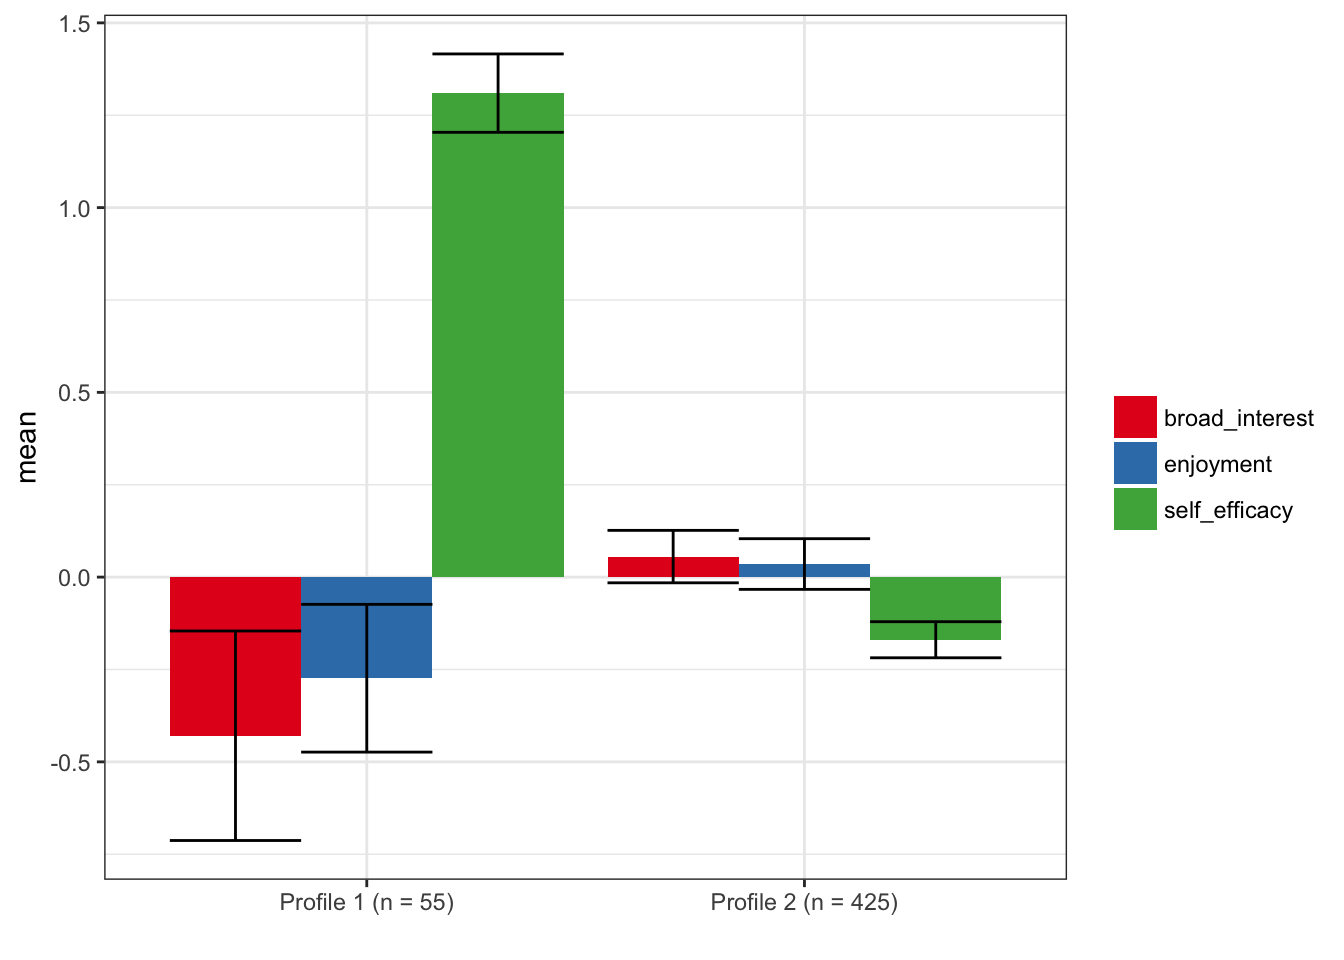 1.5
1.0
0.5
0.0
-0.5
mean
Profile 1 (n = 55)
Profile 2 (n = 425)
broad_interest
enjoyment
self_efficacy